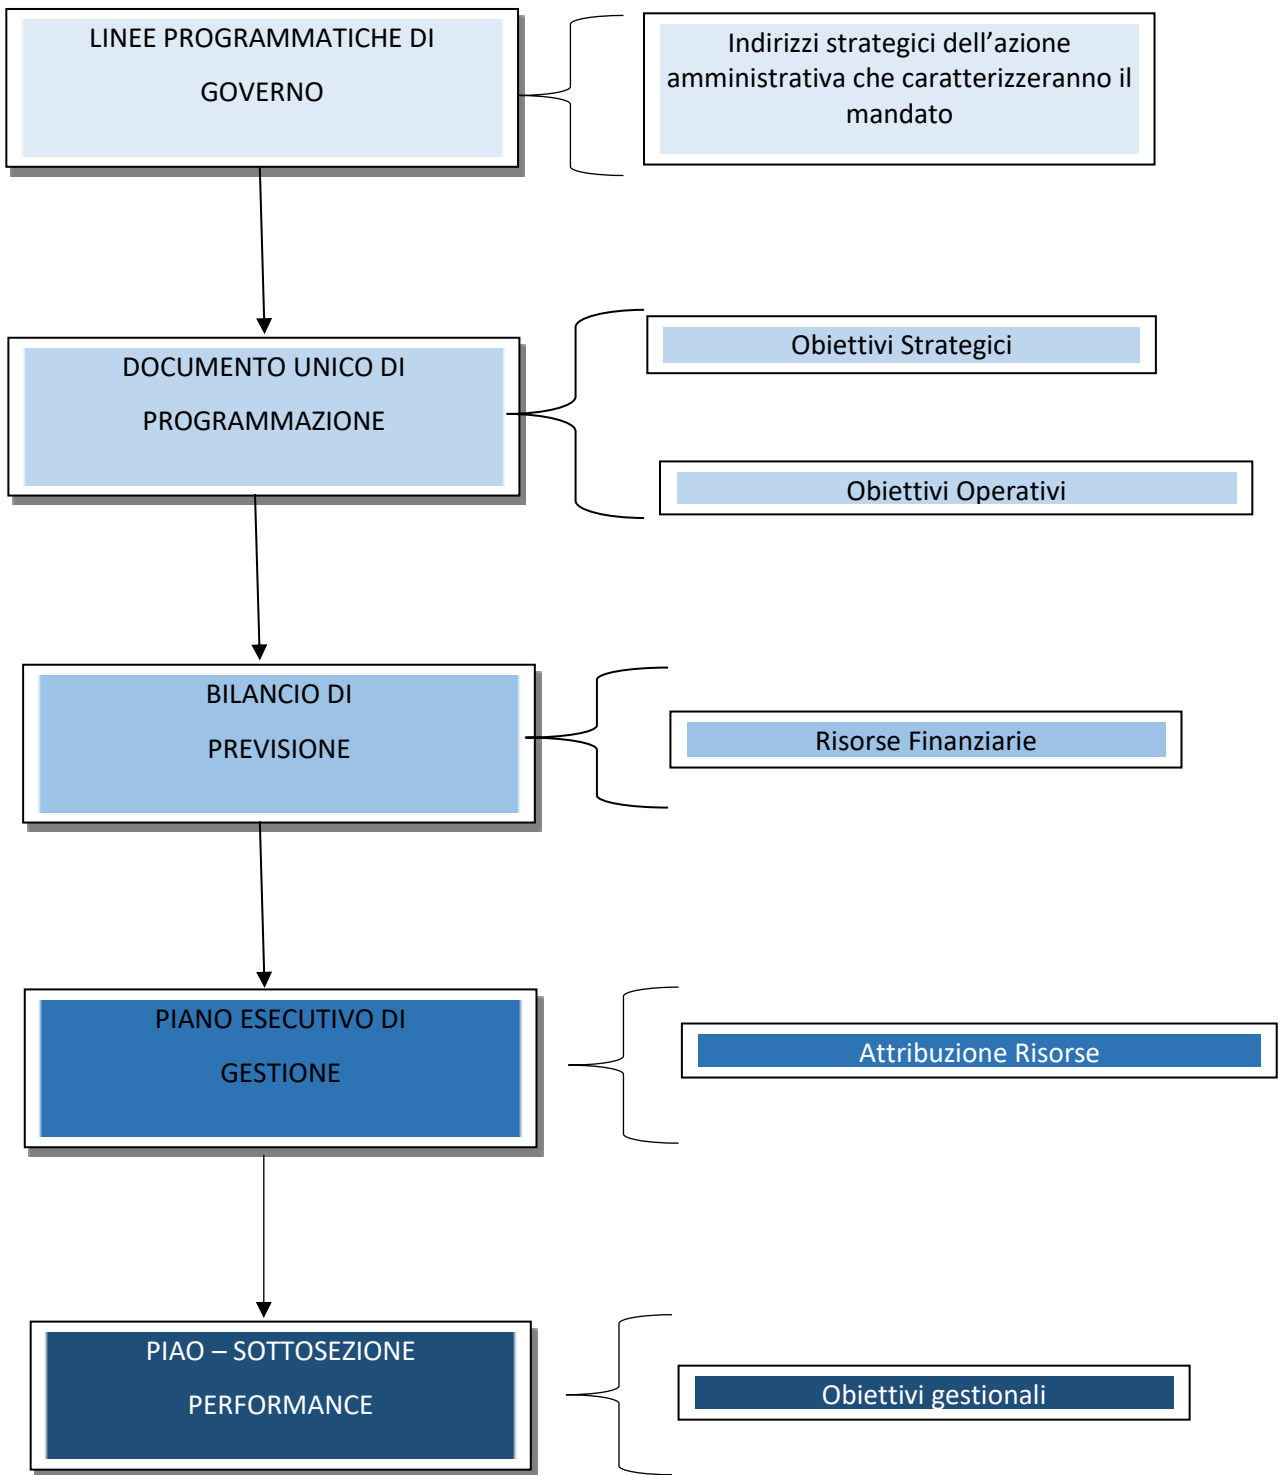 LINEE PROGRAMMATICHE DI
GOVERNO
Indirizzi strategici dell’azione
amministrativa che caratterizzeranno il
mandato
DOCUMENTO UNICO DI
PROGRAMMAZIONE
Obiettivi Strategici
Obiettivi Operativi
BILANCIO DI
PREVISIONE
Risorse Finanziarie
PIANO ESECUTIVO DI
GESTIONE
Attribuzione Risorse
PIAO – SOTTOSEZIONE
PERFORMANCE
Obiettivi gestionali